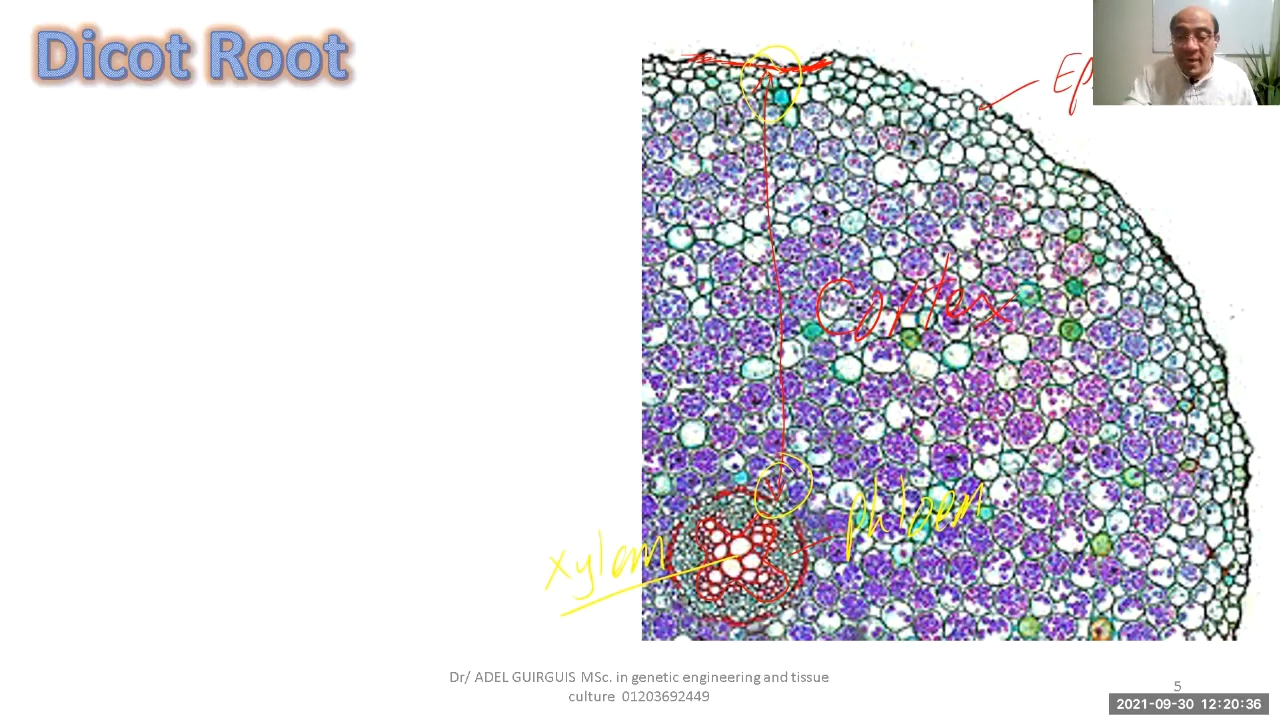 Dicot Root
Ep
Cortex
phloem
xylem
Dr/ ADEL GUIRGUIS MSc. in genetic engineering and tissue
culture 01203692449
5
2021-09-30 12:20:36